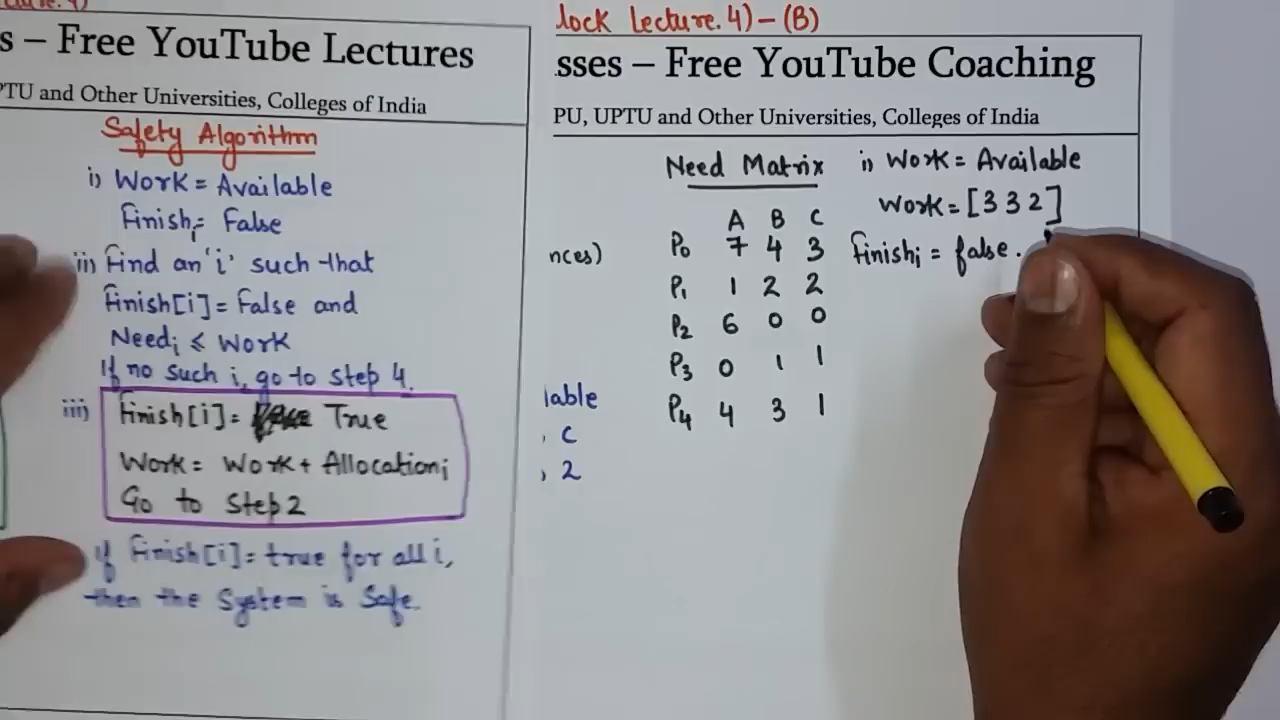 s – Free YouTube Lectures
PTU and Other Universities, Colleges of India
Safety Algorithm
i) Work = Available
Finishi = False
ii) Find an 'i' such that
Finish[i] = False and
Needi ≤ Work
If no such i, go to Step 4.
iii) Finish[i] = True
Work = Work + Allocationi
Go to Step 2
If Finish[i] = true for all i,
then the System is Safe.
lock Lecture. 4) - (B)
sses – Free YouTube Coaching
PU, UPTU and Other Universities, Colleges of India
nces)
lable
, C
, 2
Need Matrix
A B C
P0 7 4 3
P1 1 2 2
P2 6 0 0
P3 0 1 1
P4 4 3 1
i) Work = Available
Work = [3 3 2]
Finishi = false.